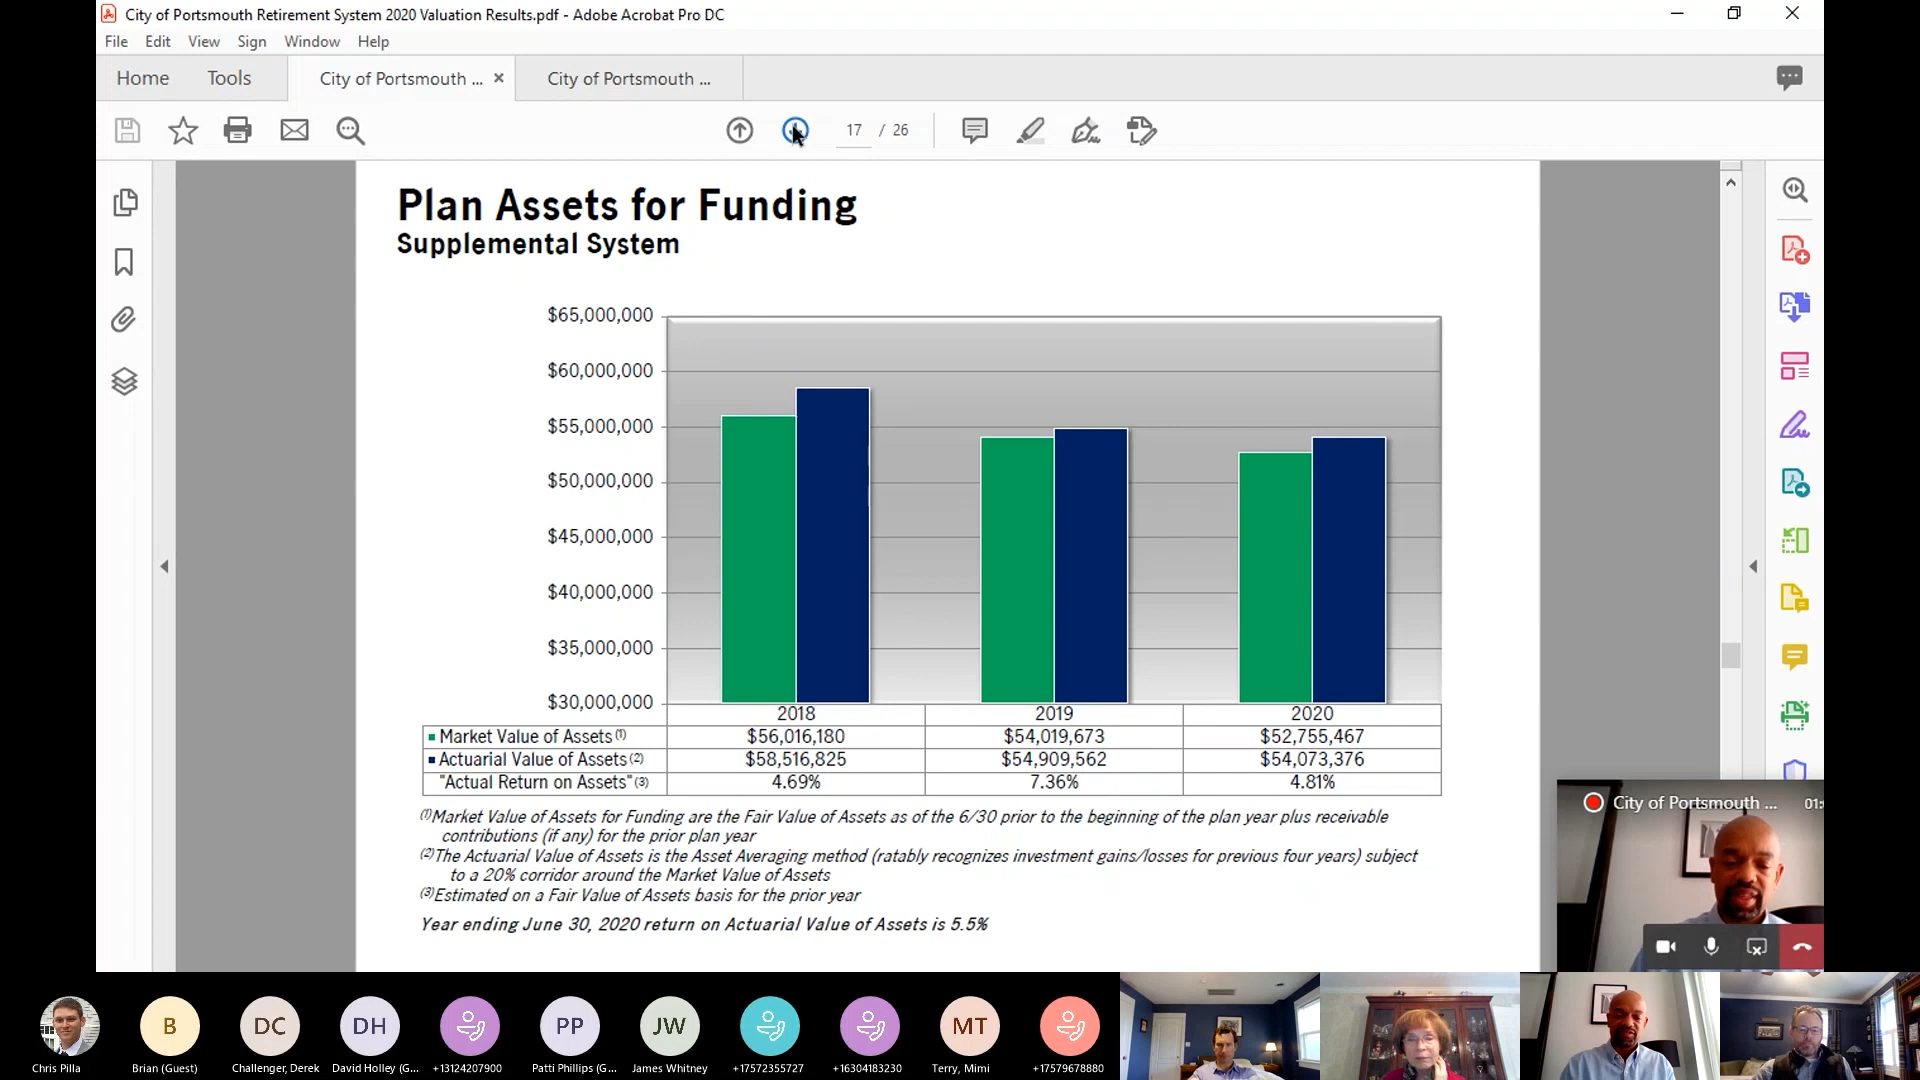 City of Portsmouth Retirement System 2020 Valuation Results.pdf - Adobe Acrobat Pro DC
File Edit View Sign Window Help
Home Tools City of Portsmouth ... × City of Portsmouth ...
17 / 26
Plan Assets for Funding
Supplemental System
$65,000,000
$60,000,000
$55,000,000
$50,000,000
$45,000,000
$40,000,000
$35,000,000
$30,000,000
2018 2019 2020
Market Value of Assets (1) $56,016,180 $54,019,673 $52,755,467
Actuarial Value of Assets (2) $58,516,825 $54,909,562 $54,073,376
"Actual Return on Assets" (3) 4.69% 7.36% 4.81%
(1)Market Value of Assets for Funding are the Fair Value of Assets as of the 6/30 prior to the beginning of the plan year plus receivable
contributions (if any) for the prior plan year
(2)The Actuarial Value of Assets is the Asset Averaging method (ratably recognizes investment gains/losses for previous four years) subject
to a 20% corridor around the Market Value of Assets
(3)Estimated on a Fair Value of Assets basis for the prior year
Year ending June 30, 2020 return on Actuarial Value of Assets is 5.5%
City of Portsmouth ... 01:
B DC DH PP JW MT
Chris Pilla Brian (Guest) Challenger, Derek David Holley (G... +13124207900 Patti Phillips (G... James Whitney +17572355727 +16304183230 Terry, Mimi +17579678880